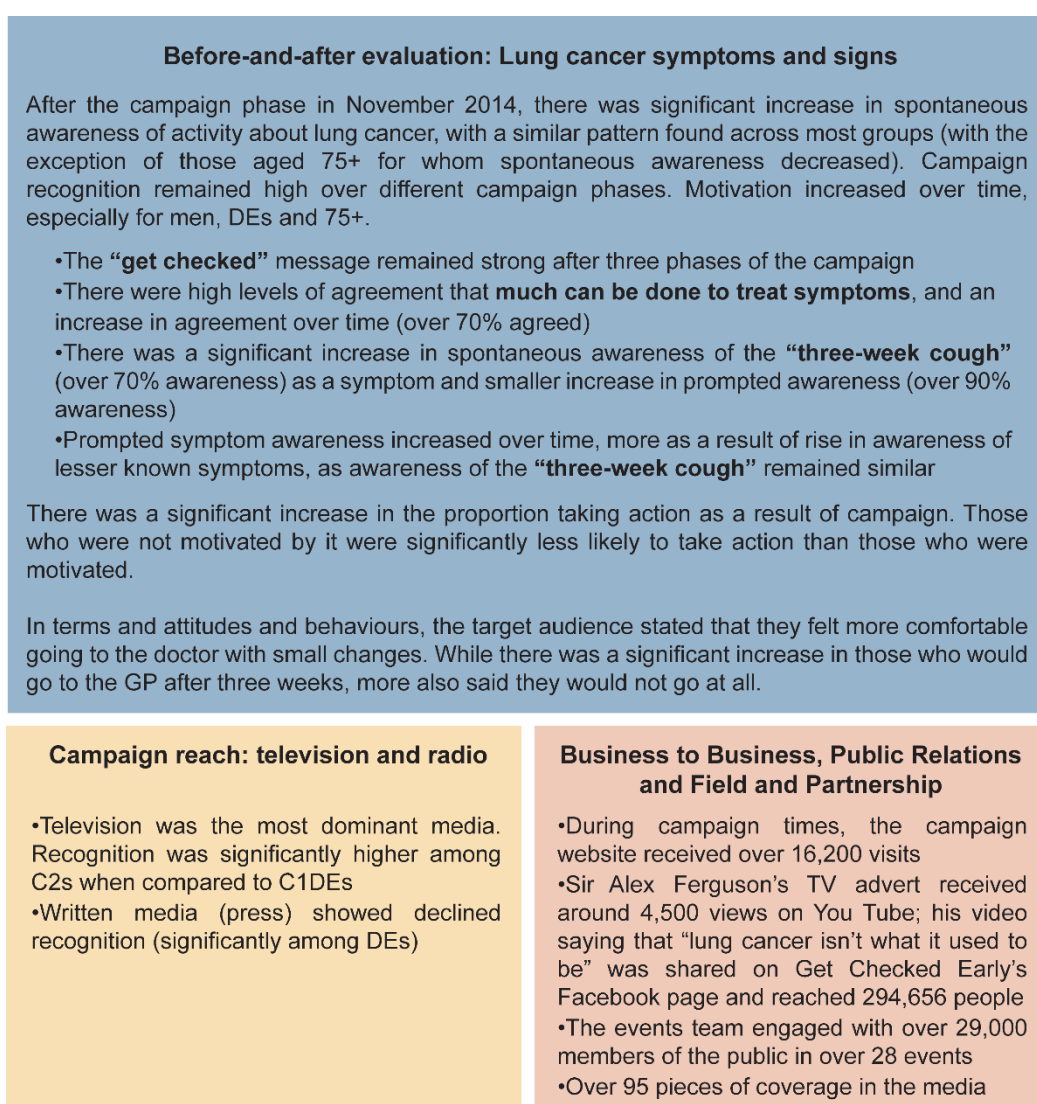 Before-and-after evaluation: Lung cancer symptoms and signs
After the campaign phase in November 2014, there was significant increase in spontaneous
awareness of activity about lung cancer, with a similar pattern found across most groups (with the
exception of those aged 75+ for whom spontaneous awareness decreased). Campaign
recognition remained high over different campaign phases. Motivation increased over time,
especially for men, DEs and 75+.
•The “get checked” message remained strong after three phases of the campaign
•There were high levels of agreement that much can be done to treat symptoms, and an
increase in agreement over time (over 70% agreed)
•There was a significant increase in spontaneous awareness of the “three-week cough”
(over 70% awareness) as a symptom and smaller increase in prompted awareness (over 90%
awareness)
•Prompted symptom awareness increased over time, more as a result of rise in awareness of
lesser known symptoms, as awareness of the “three-week cough” remained similar
There was a significant increase in the proportion taking action as a result of campaign. Those
who were not motivated by it were significantly less likely to take action than those who were
motivated.
In terms and attitudes and behaviours, the target audience stated that they felt more comfortable
going to the doctor with small changes. While there was a significant increase in those who would
go to the GP after three weeks, more also said they would not go at all.
Campaign reach: television and radio
•Television was the most dominant media.
Recognition was significantly higher among
C2s when compared to C1DEs
•Written media (press) showed declined
recognition (significantly among DEs)
Business to Business, Public Relations
and Field and Partnership
•During campaign times, the campaign
website received over 16,200 visits
•Sir Alex Ferguson’s TV advert received
around 4,500 views on You Tube; his video
saying that “lung cancer isn’t what it used to
be” was shared on Get Checked Early’s
Facebook page and reached 294,656 people
•The events team engaged with over 29,000
members of the public in over 28 events
•Over 95 pieces of coverage in the media